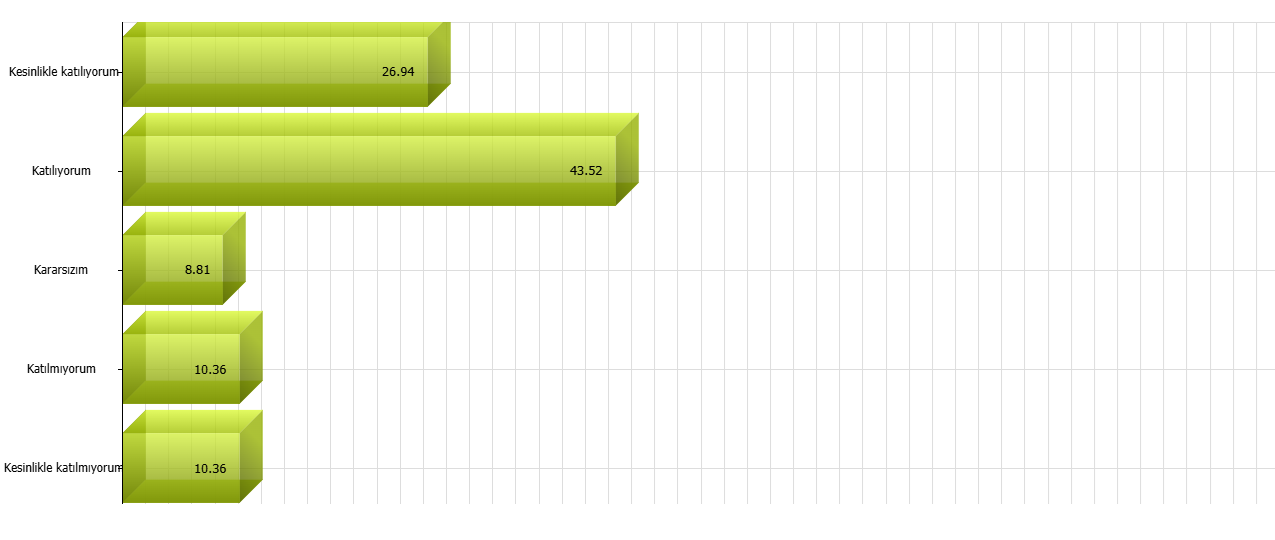 Kesinlikle katılıyorum
26.94
Katılıyorum
43.52
Kararsızım
8.81
Katılmıyorum
10.36
Kesinlikle katılmıyorum
10.36